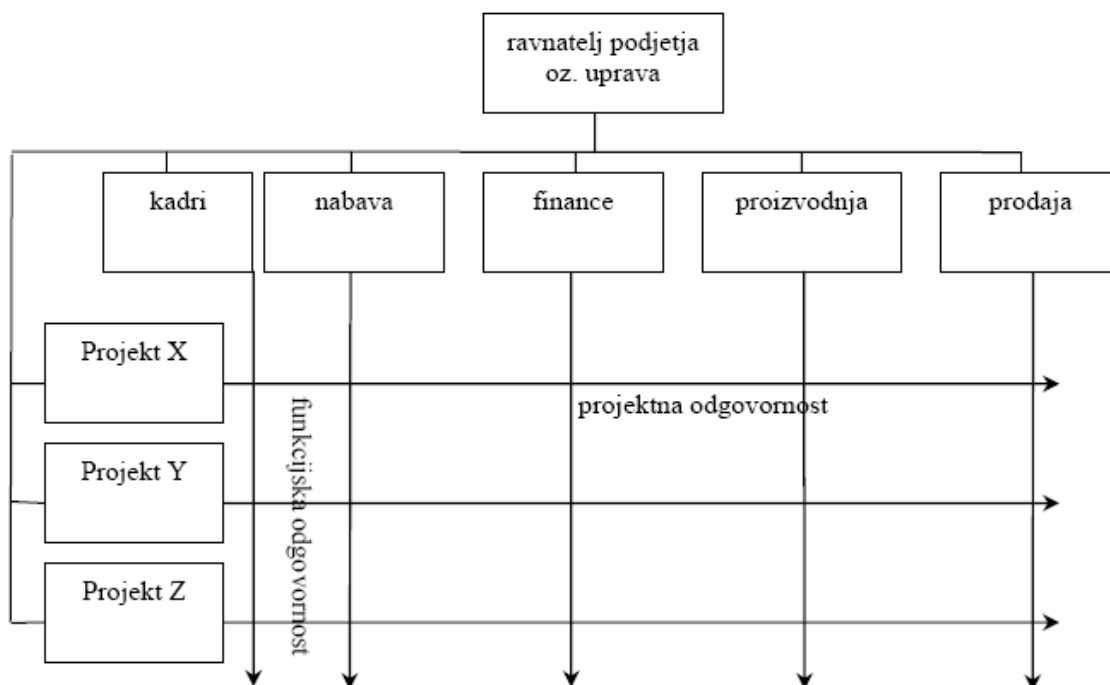 ravnatelj podjetja
oz. uprava
kadri
nabava
finance
proizvodnja
prodaja
Projekt X
projektna odgovornost
funkcijska odgovornost
Projekt Y
Projekt Z